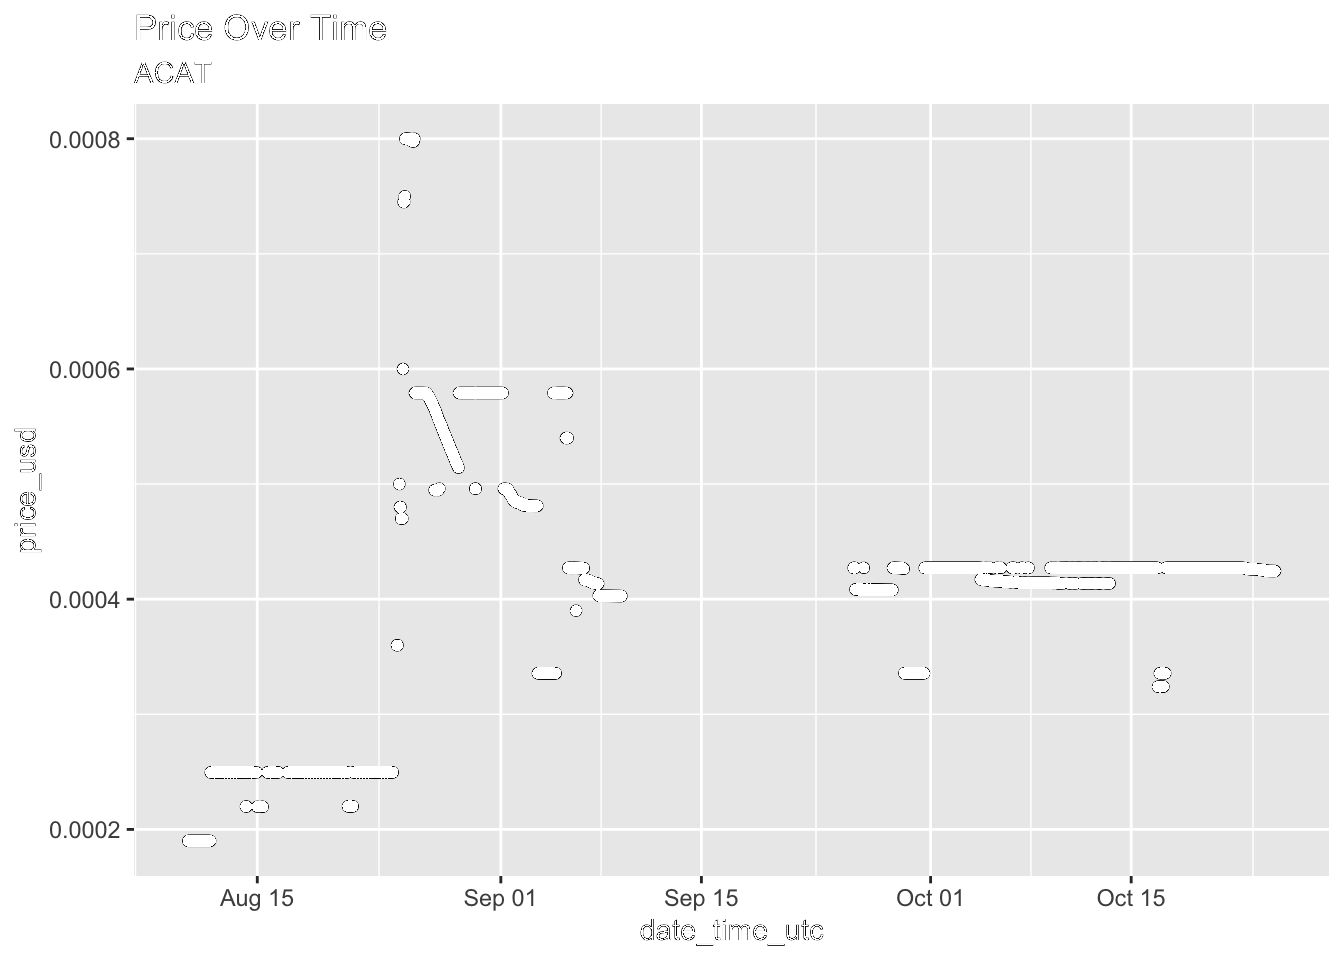 Price Over Time
ACAT
0.0008
0.0006
0.0004
0.0002
price_usd
Aug 15 Sep 01 Sep 15 Oct 01 Oct 15
date_time_utc